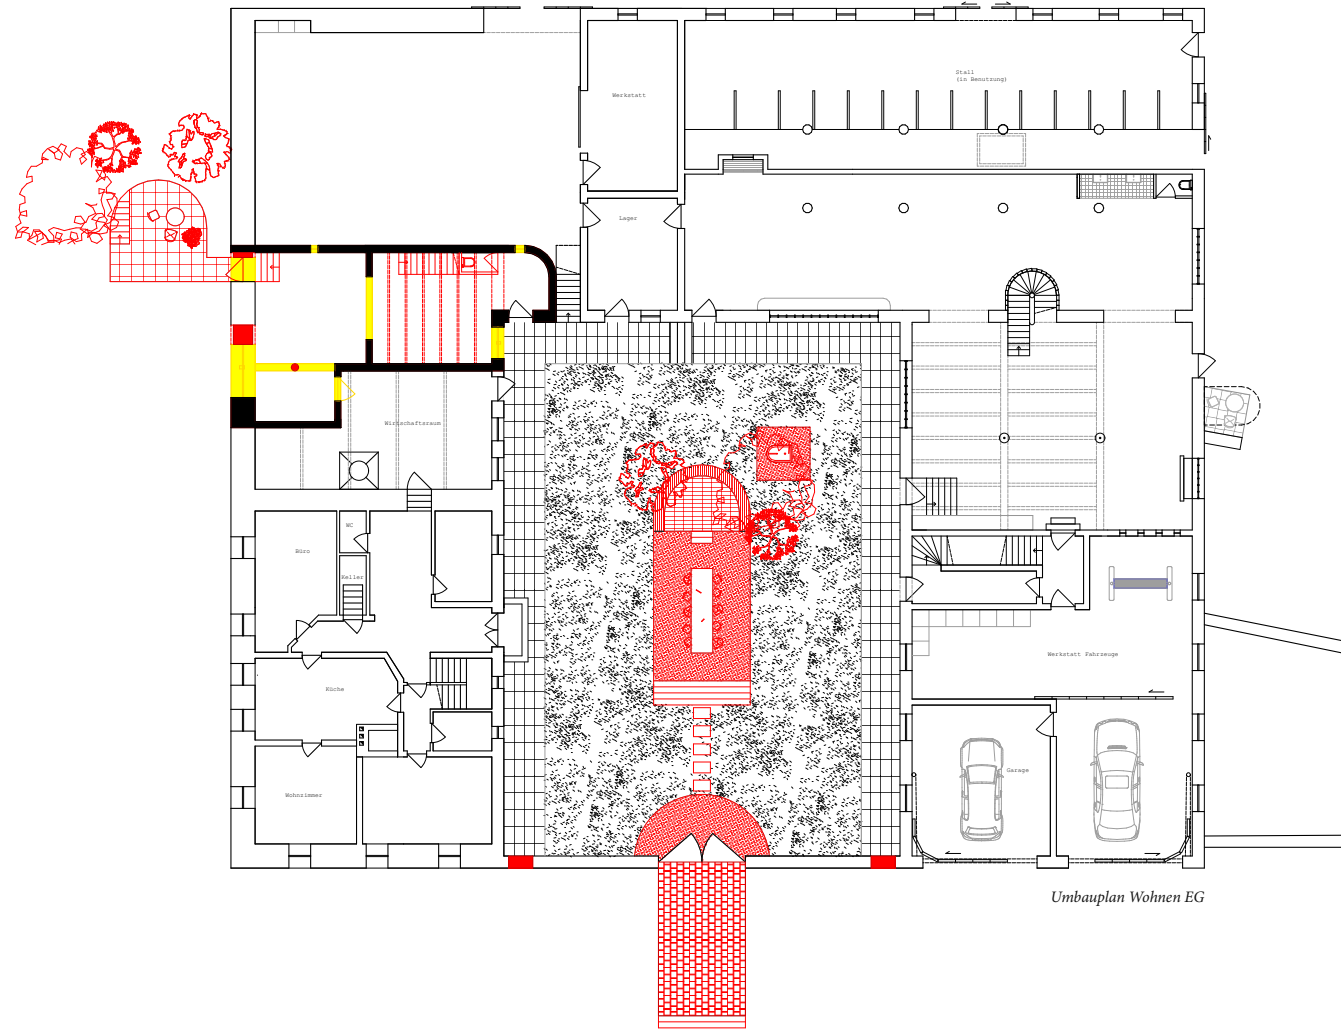 Stall
(in Benutzung)
Werkstatt
Lager
Wirtschaftsraum
WC
Büro
Keller
Werkstatt Fahrzeuge
Küche
Garage
Wohnzimmer
Umbauplan Wohnen EG